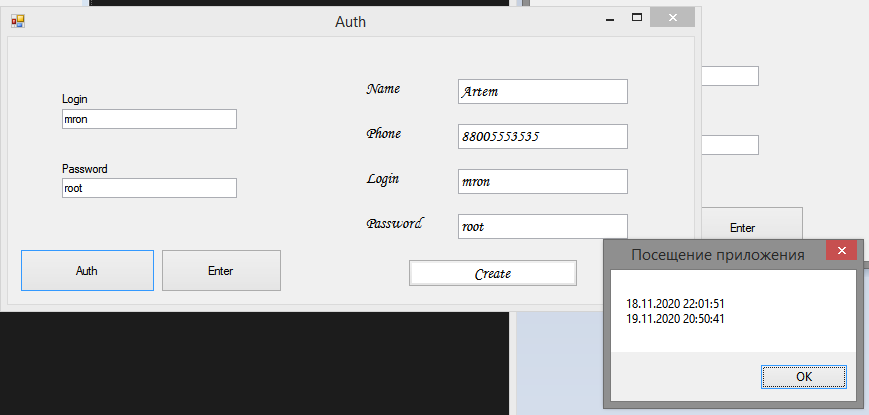 Auth
Login
mron
Password
root
Auth
Enter
Name
Artem
Phone
88005553535
Login
mron
Password
root
Create
Enter
Посещение приложения
18.11.2020 22:01:51
19.11.2020 20:50:41
OK